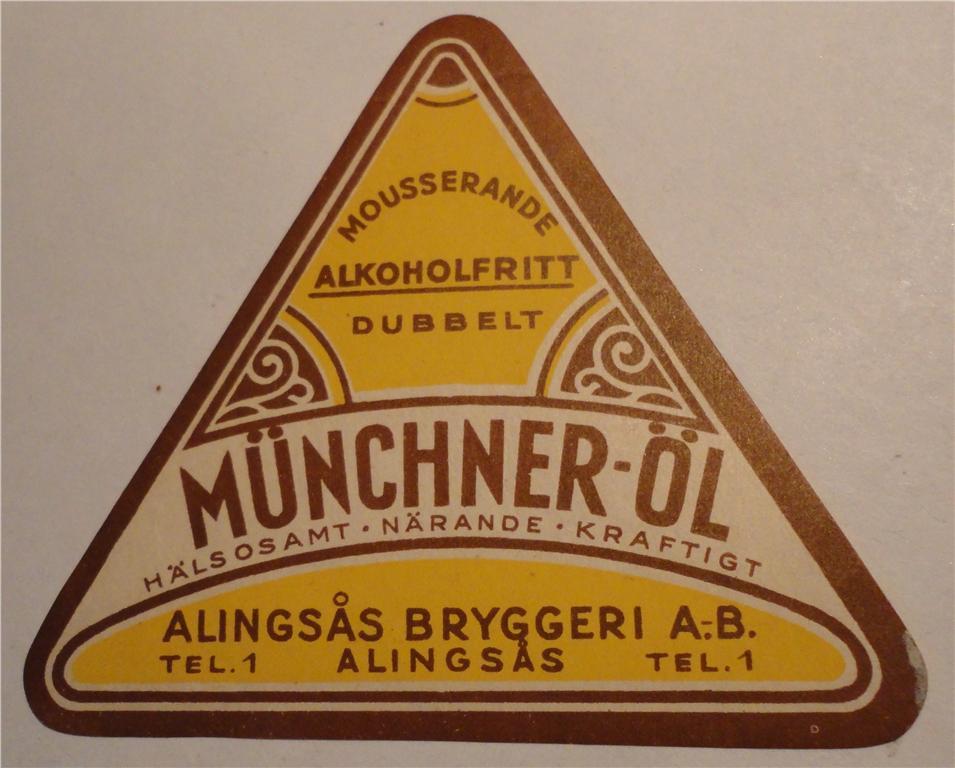 MOUSSERANDE
ALKOHOLFRITT
DUBBELT
MÜNCHNER-ÖL
HÄLSOSAMT · NÄRANDE · KRAFTIGT
ALINGSÅS BRYGGERI A.-B.
TEL.1 ALINGSÅS TEL.1
D